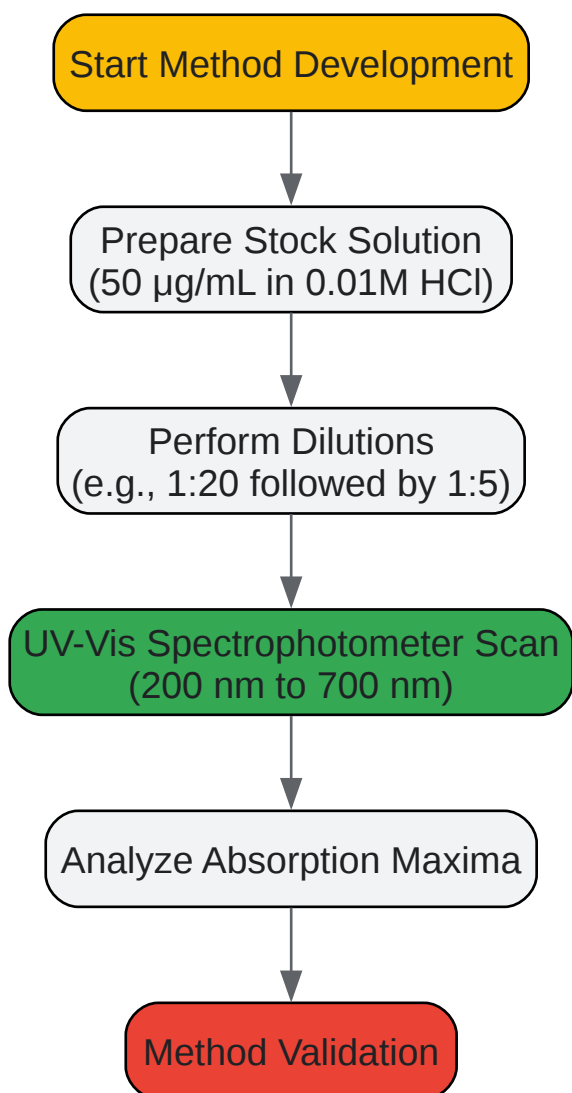 Start Method Development
Prepare Stock Solution
(50 µg/mL in 0.01M HCl)
Perform Dilutions
(e.g., 1:20 followed by 1:5)
UV-Vis Spectrophotometer Scan
(200 nm to 700 nm)
Analyze Absorption Maxima
Method Validation